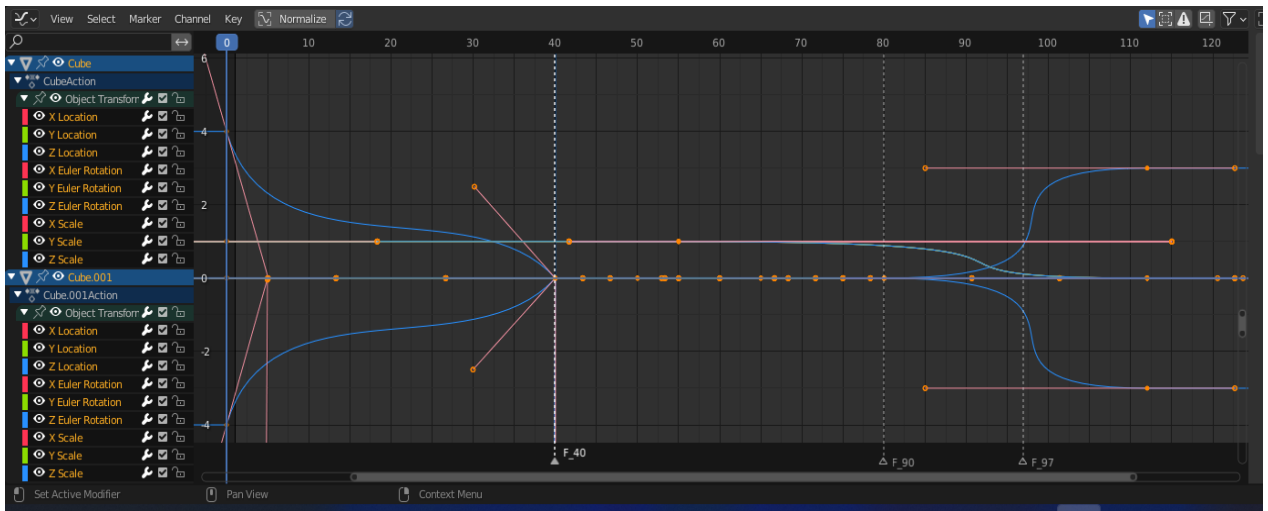 View Select Marker Channel Key Normalize
0 10 20 30 40 50 60 70 80 90 100 110 120
6
4
2
0
-2
-4
Cube
CubeAction
Object Transform
X Location
Y Location
Z Location
X Euler Rotation
Y Euler Rotation
Z Euler Rotation
X Scale
Y Scale
Z Scale
Cube.001
Cube.001Action
Object Transform
X Location
Y Location
Z Location
X Euler Rotation
Y Euler Rotation
Z Euler Rotation
X Scale
Y Scale
Z Scale
F_40
F_90
F_97
Set Active Modifier Pan View Context Menu